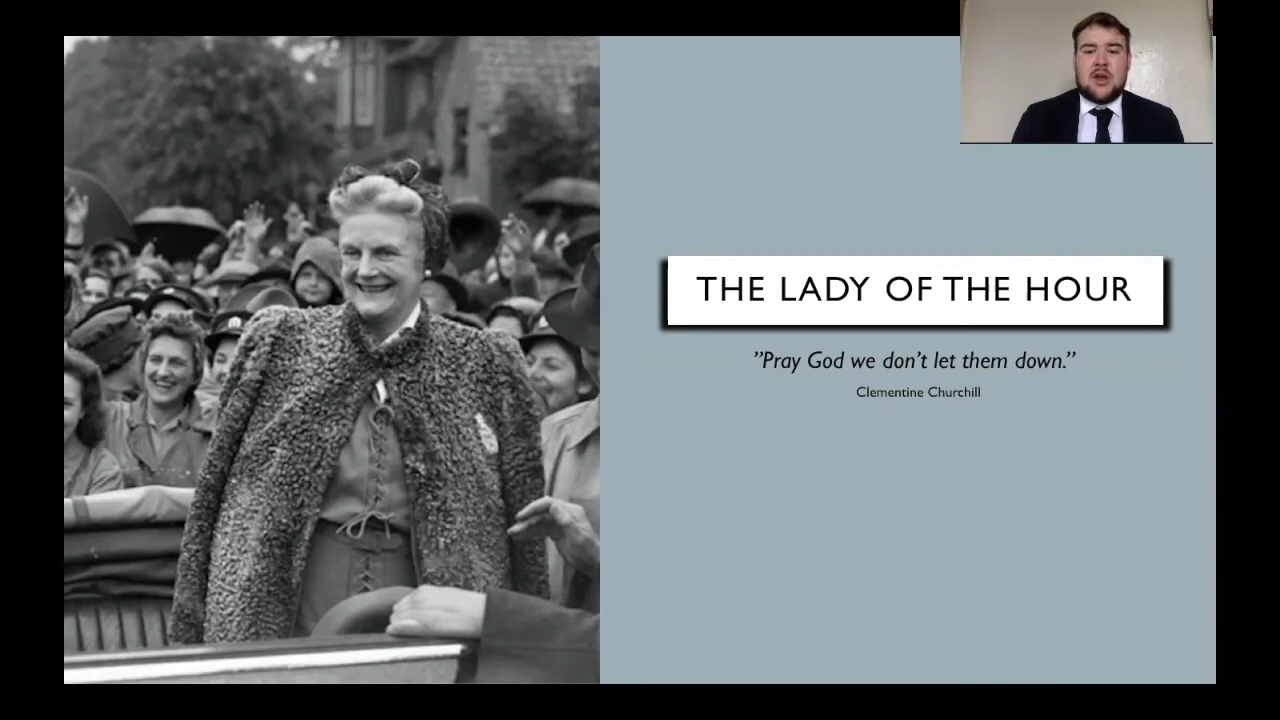 THE LADY OF THE HOUR
”Pray God we don’t let them down.”
Clementine Churchill